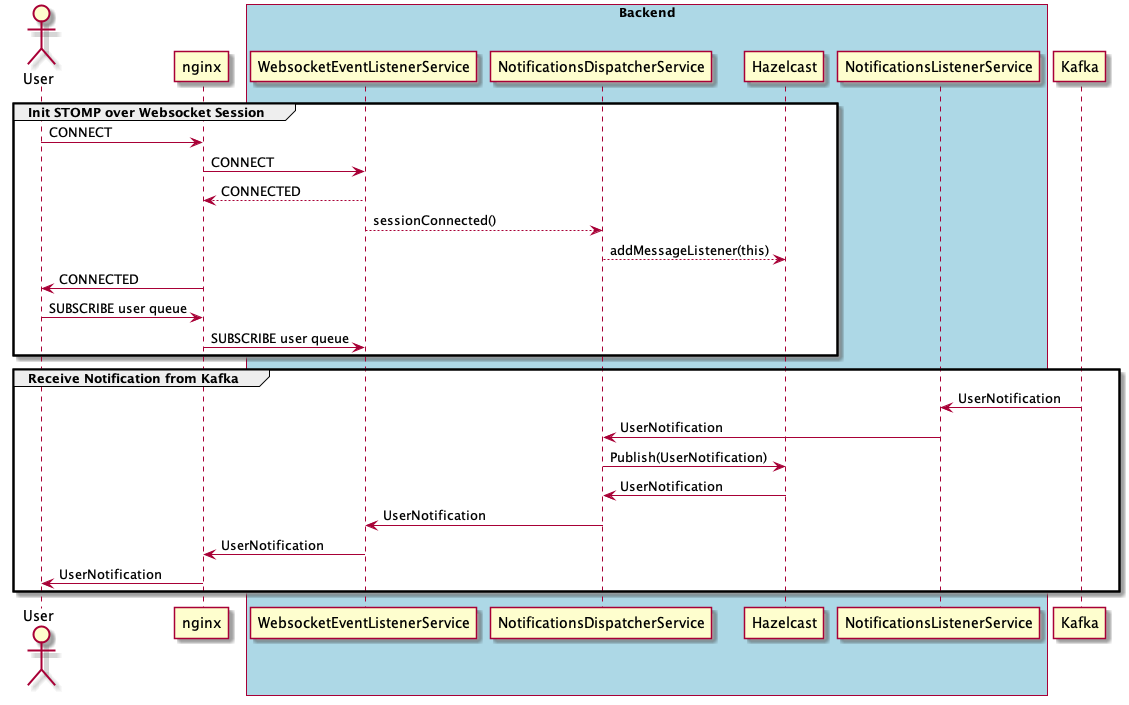 Backend
User
nginx
WebsocketEventListenerService
NotificationsDispatcherService
Hazelcast
NotificationsListenerService
Kafka
Init STOMP over Websocket Session
CONNECT
CONNECT
CONNECTED
sessionConnected()
addMessageListener(this)
CONNECTED
SUBSCRIBE user queue
SUBSCRIBE user queue
Receive Notification from Kafka
UserNotification
UserNotification
Publish(UserNotification)
UserNotification
UserNotification
UserNotification
UserNotification
User
nginx
WebsocketEventListenerService
NotificationsDispatcherService
Hazelcast
NotificationsListenerService
Kafka